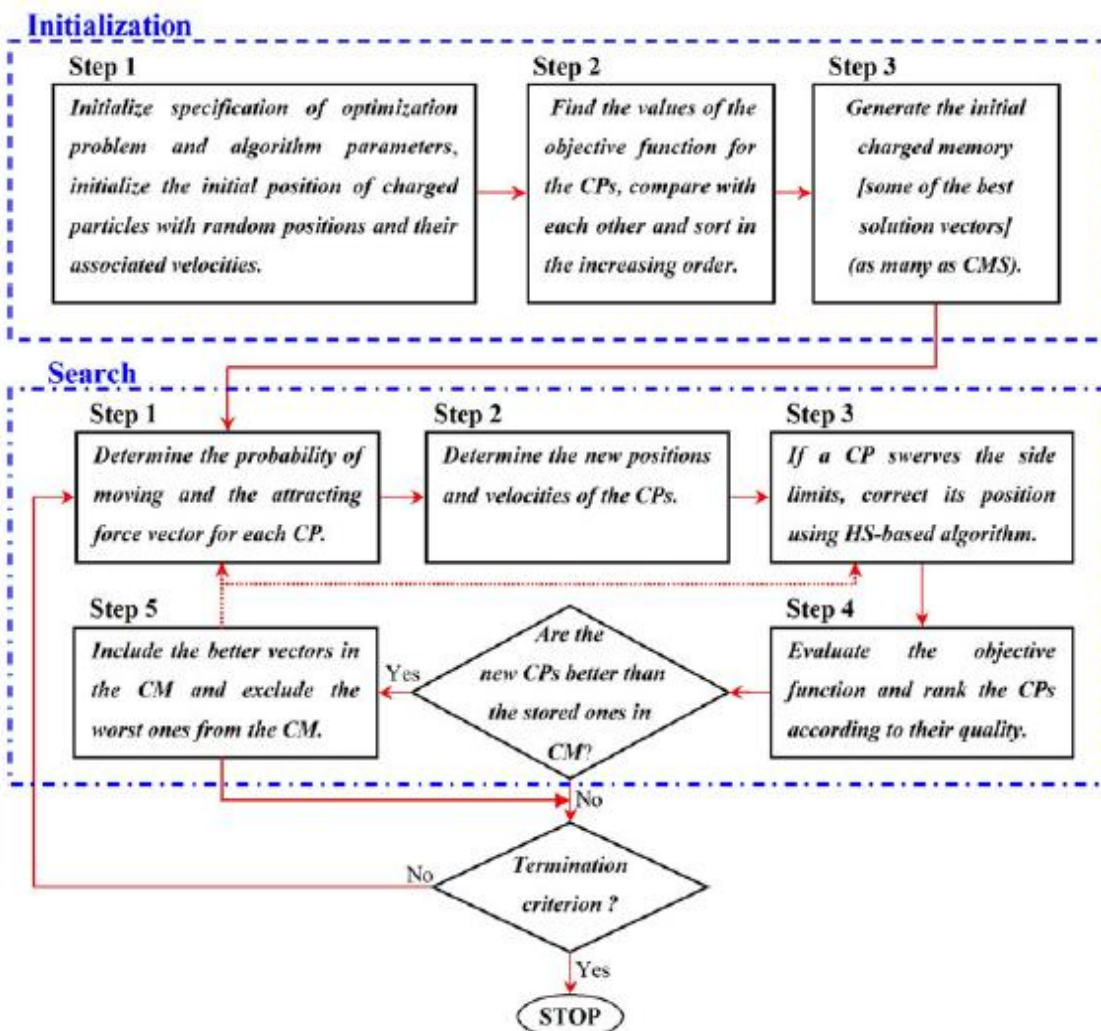 Initialization
Step 1
Initialize specification of optimization
problem and algorithm parameters,
initialize the initial position of charged
particles with random positions and their
associated velocities.
Step 2
Find the values of the
objective function for
the CPs, compare with
each other and sort in
the increasing order.
Step 3
Generate the initial
charged memory
[some of the best
solution vectors]
(as many as CMS).
Search
Step 1
Determine the probability of
moving and the attracting
force vector for each CP.
Step 2
Determine the new positions
and velocities of the CPs.
Step 3
If a CP swerves the side
limits, correct its position
using HS-based algorithm.
Step 4
Evaluate the objective
function and rank the CPs
according to their quality.
Are the
new CPs better than
the stored ones in
CM?
Yes
Step 5
Include the better vectors in
the CM and exclude the
worst ones from the CM.
No
Termination
criterion ?
No
Yes
STOP